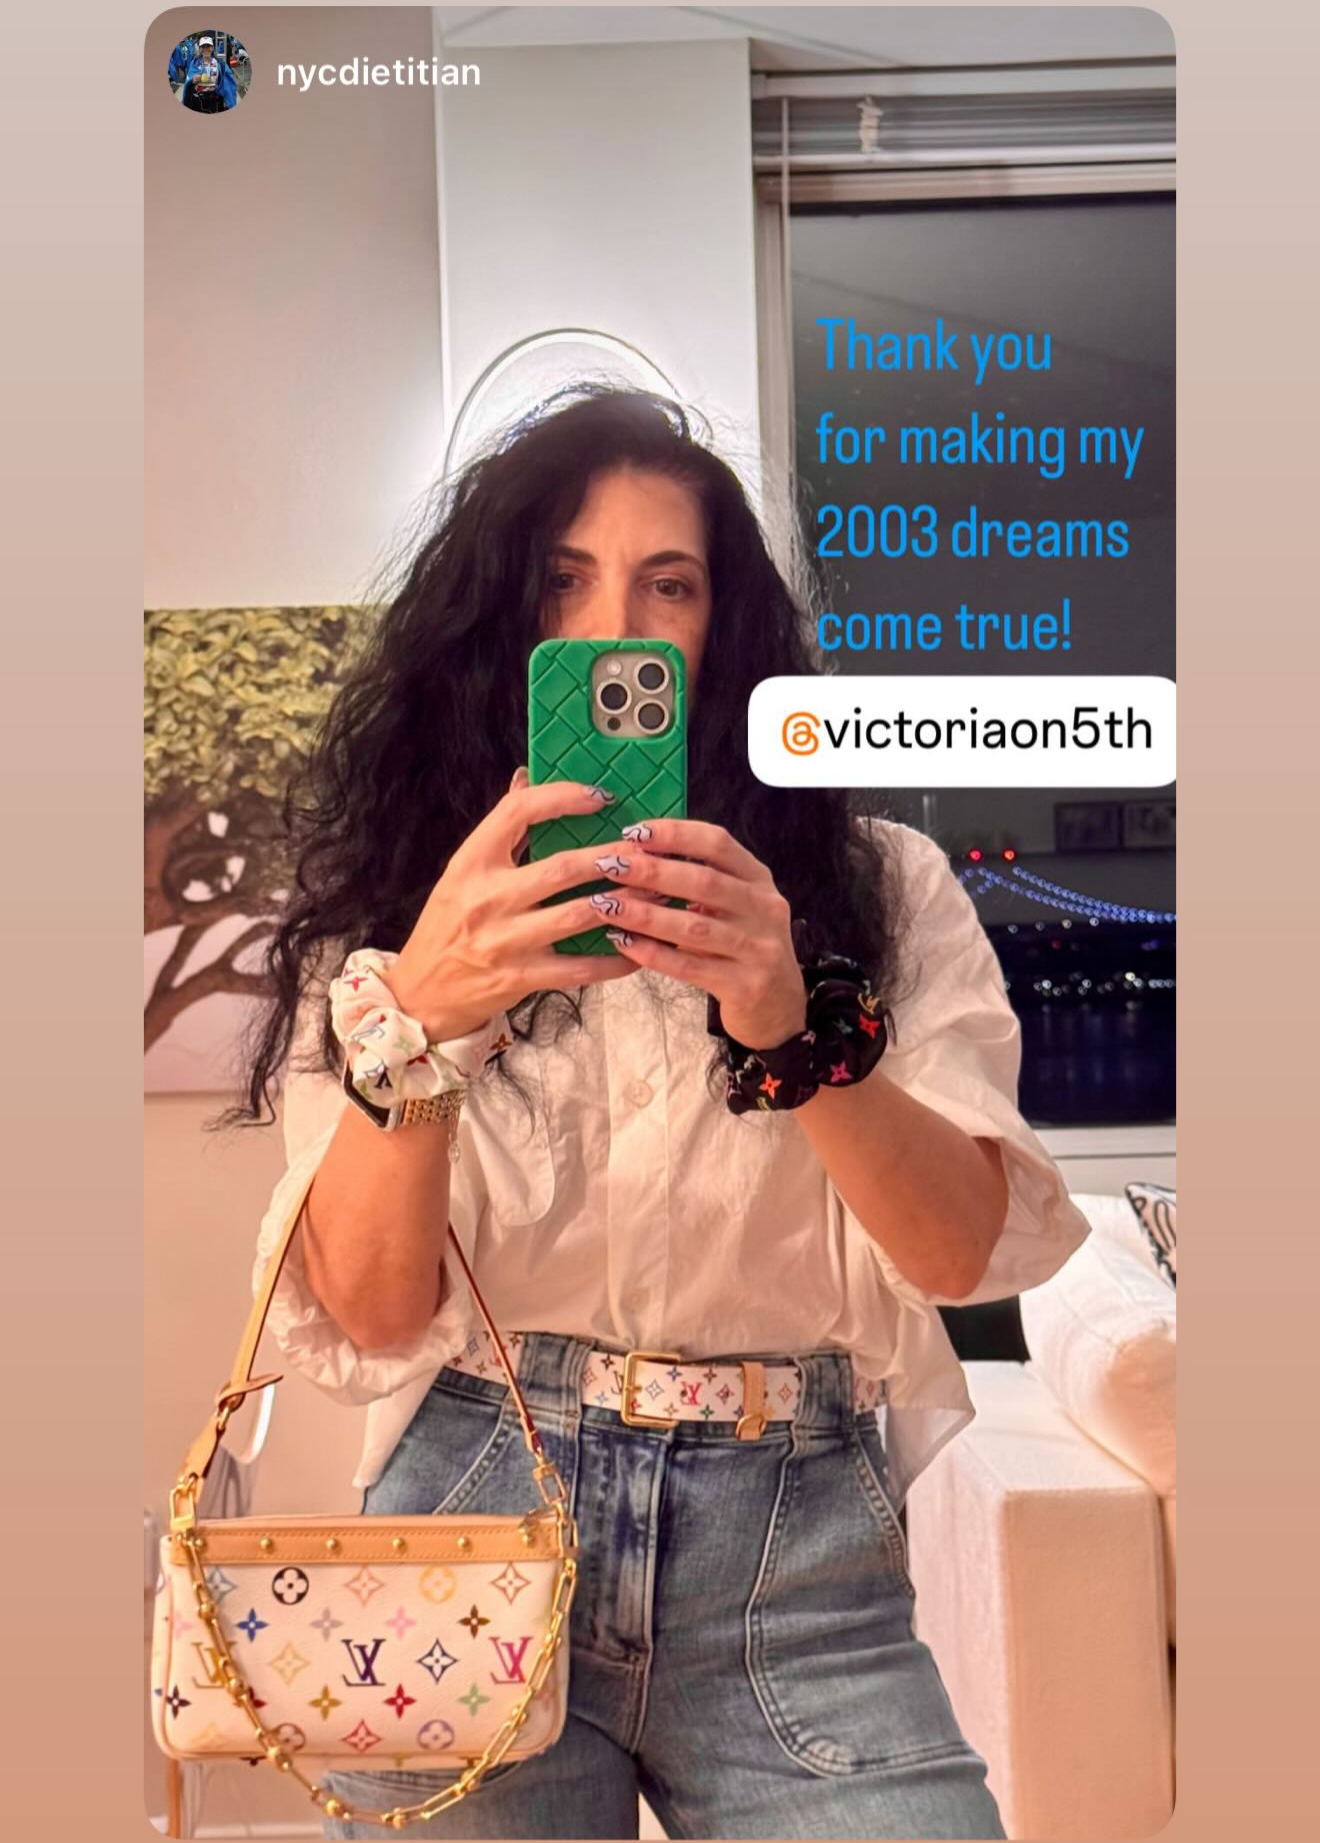 nycdietitian
Thank you
for making my
2003 dreams
come true!
@victoriaon5th